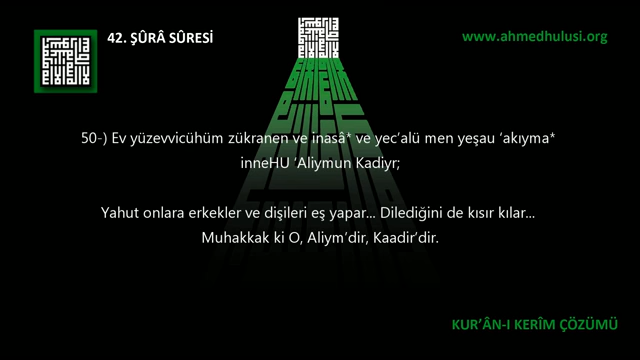 42. ŞÛRÂ SÛRESİ
www.ahmedhulusi.org
50-) Ev yüzevvicühüm zükranen ve inasâ* ve yec’alü men yeşau ‘akıyma*
inneHU ‘Aliymun Kadiyr;
Yahut onlara erkekler ve dişileri eş yapar... Dilediğini de kısır kılar...
Muhakkak ki O, Aliym’dir, Kaadir’dir.
KUR’ÂN-I KERÎM ÇÖZÜMÜ